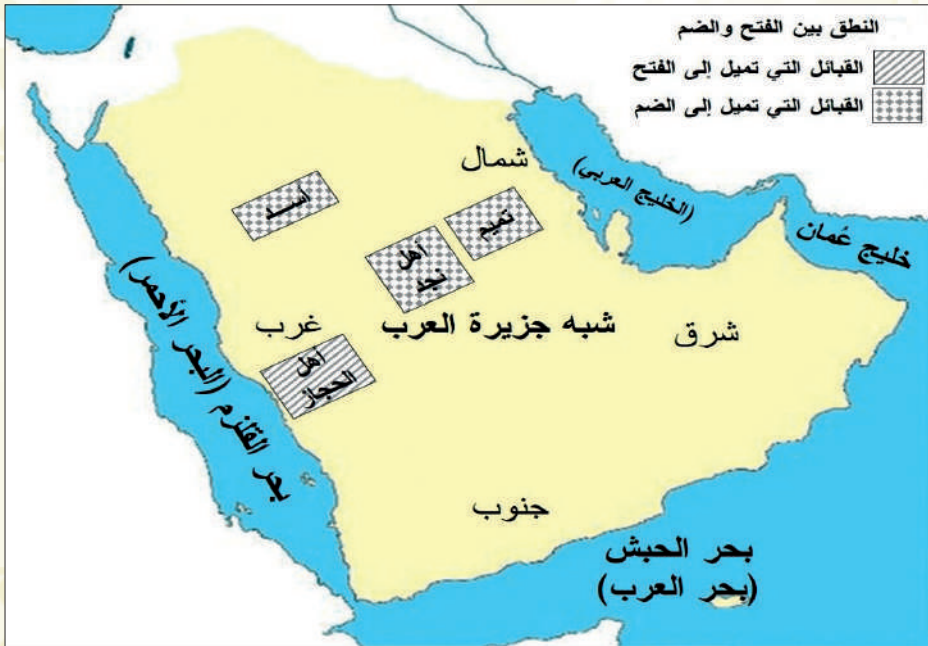 النطق بين الفتح والضم
القبائل التي تميل إلى الفتح
القبائل التي تميل إلى الضم
شمال
(الخليج العربي)
خليج عُمان
أســـد
تميم
أهل
نجد
شبه جزيرة العرب
شرق
غرب
أهل
الحجاز
بحر القلزم (البحر الأحمر)
جنوب
بحر الحبش
(بحر العرب)